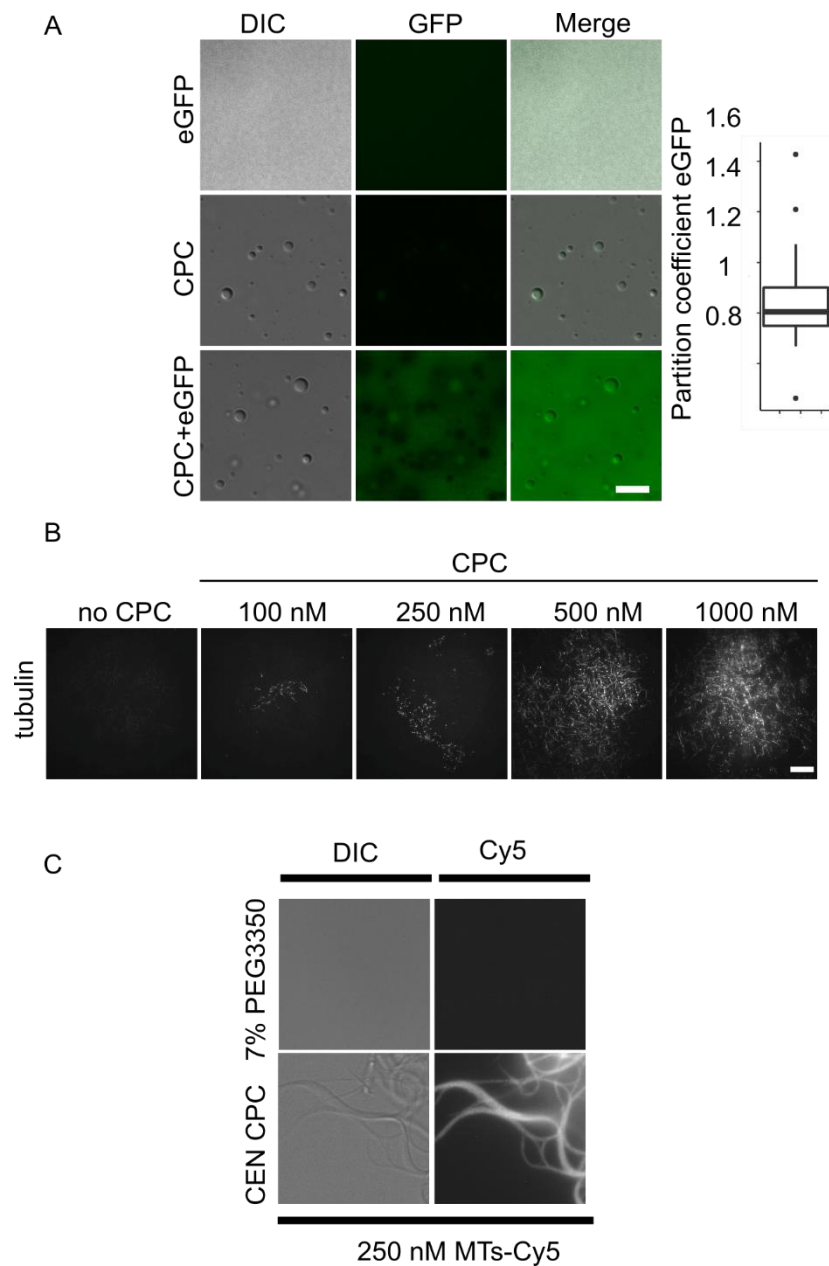 A
DIC GFP Merge
eGFP
CPC
CPC+eGFP
Partition coefficient eGFP
1.6
1.4
1.2
1
0.8
B
CPC
no CPC 100 nM 250 nM 500 nM 1000 nM
tubulin
C
DIC Cy5
7% PEG3350
CEN CPC
250 nM MTs-Cy5